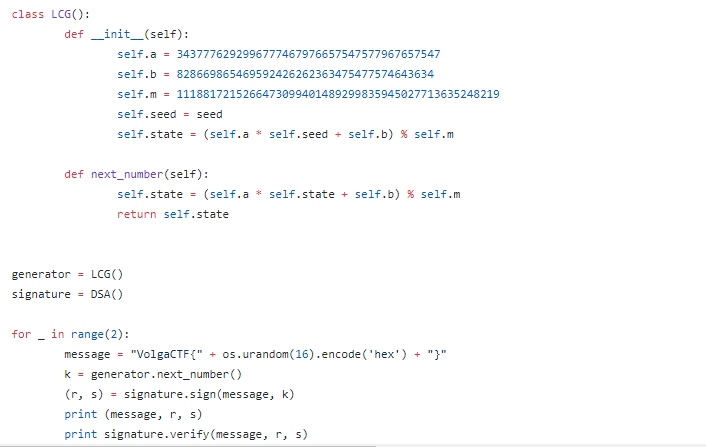 class LCG():
def __init__(self):
self.a = 3437776292996777467976657547577967657547
self.b = 828669865469592426262363475477574643634
self.m = 1118817215266473099401489299835945027713635248219
self.seed = seed
self.state = (self.a * self.seed + self.b) % self.m
def next_number(self):
self.state = (self.a * self.state + self.b) % self.m
return self.state
generator = LCG()
signature = DSA()
for _ in range(2):
message = "VolgaCTF{" + os.urandom(16).encode('hex') + "}"
k = generator.next_number()
(r, s) = signature.sign(message, k)
print (message, r, s)
print signature.verify(message, r, s)